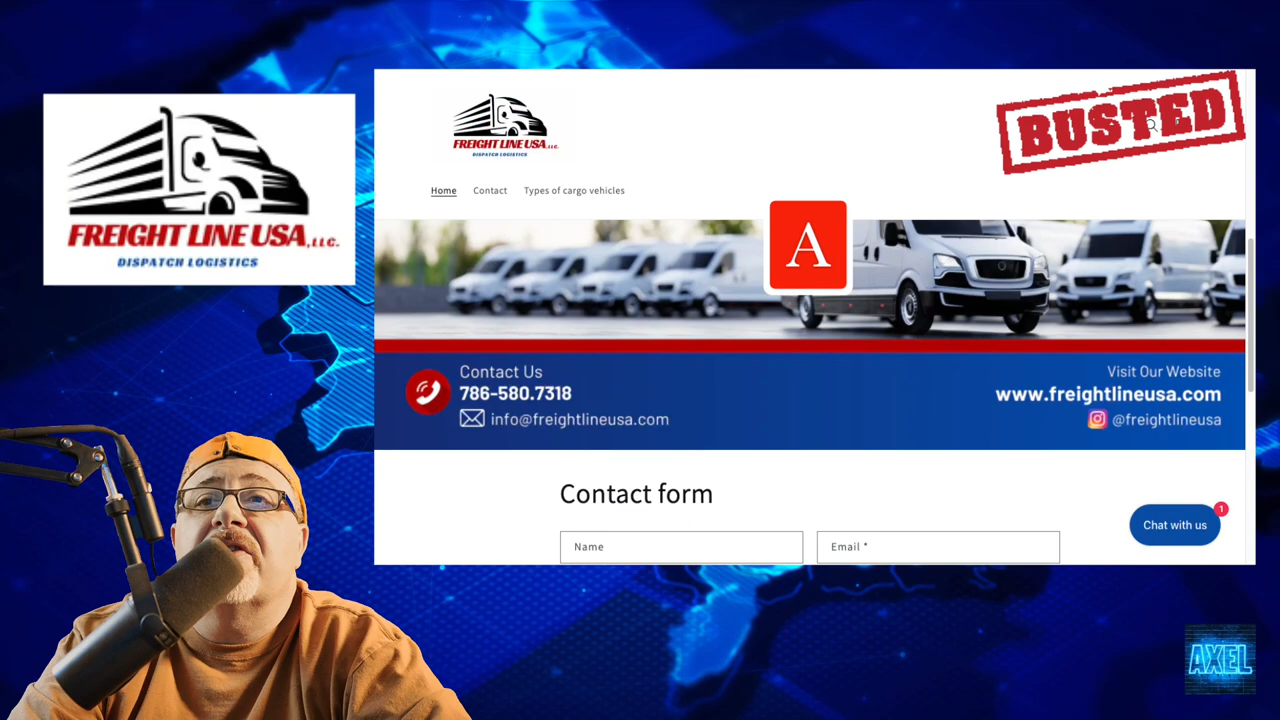 FREIGHT LINE USA, LLC.
DISPATCH LOGISTICS
FREIGHT LINE USA, LLC.
DISPATCH LOGISTICS
BUSTED
Home Contact Types of cargo vehicles
A
Contact Us
786-580.7318
info@freightlineusa.com
Visit Our Website
www.freightlineusa.com
@freightlineusa
Contact form
Name
Email *
1
Chat with us
AXEL